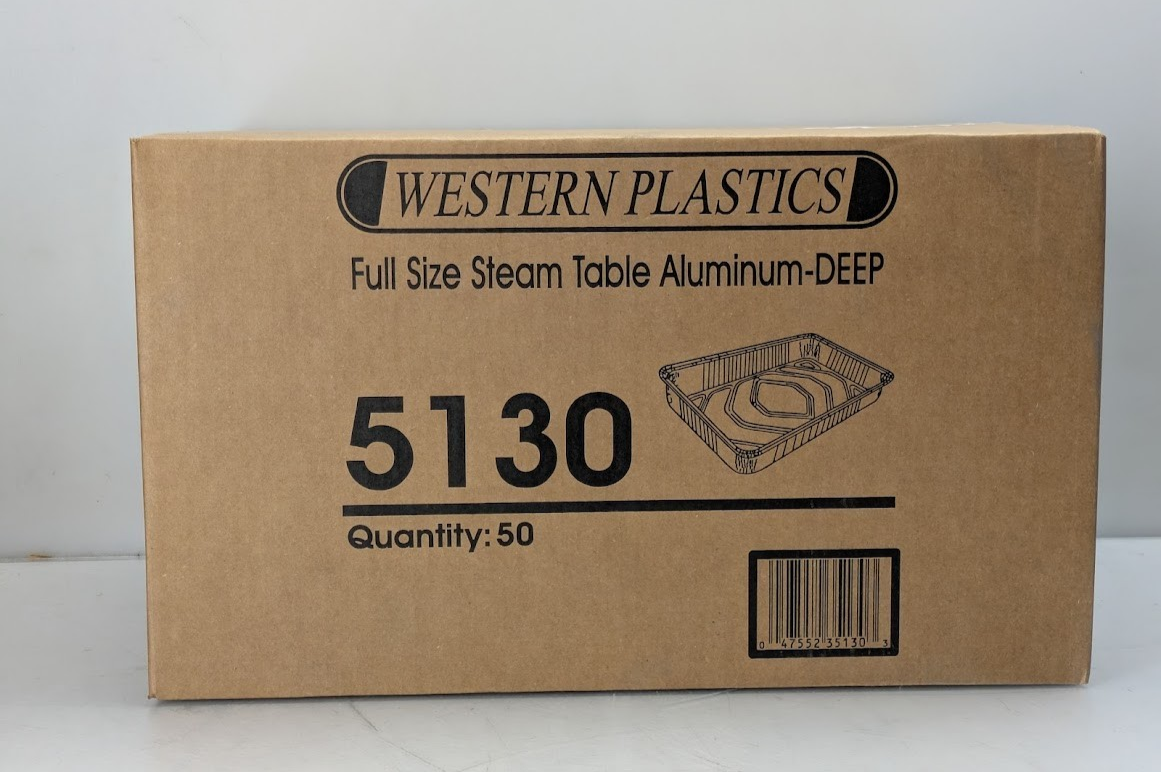 WESTERN PLASTICS
Full Size Steam Table Aluminum-DEEP
5130
Quantity: 50
0 47552 35130 3